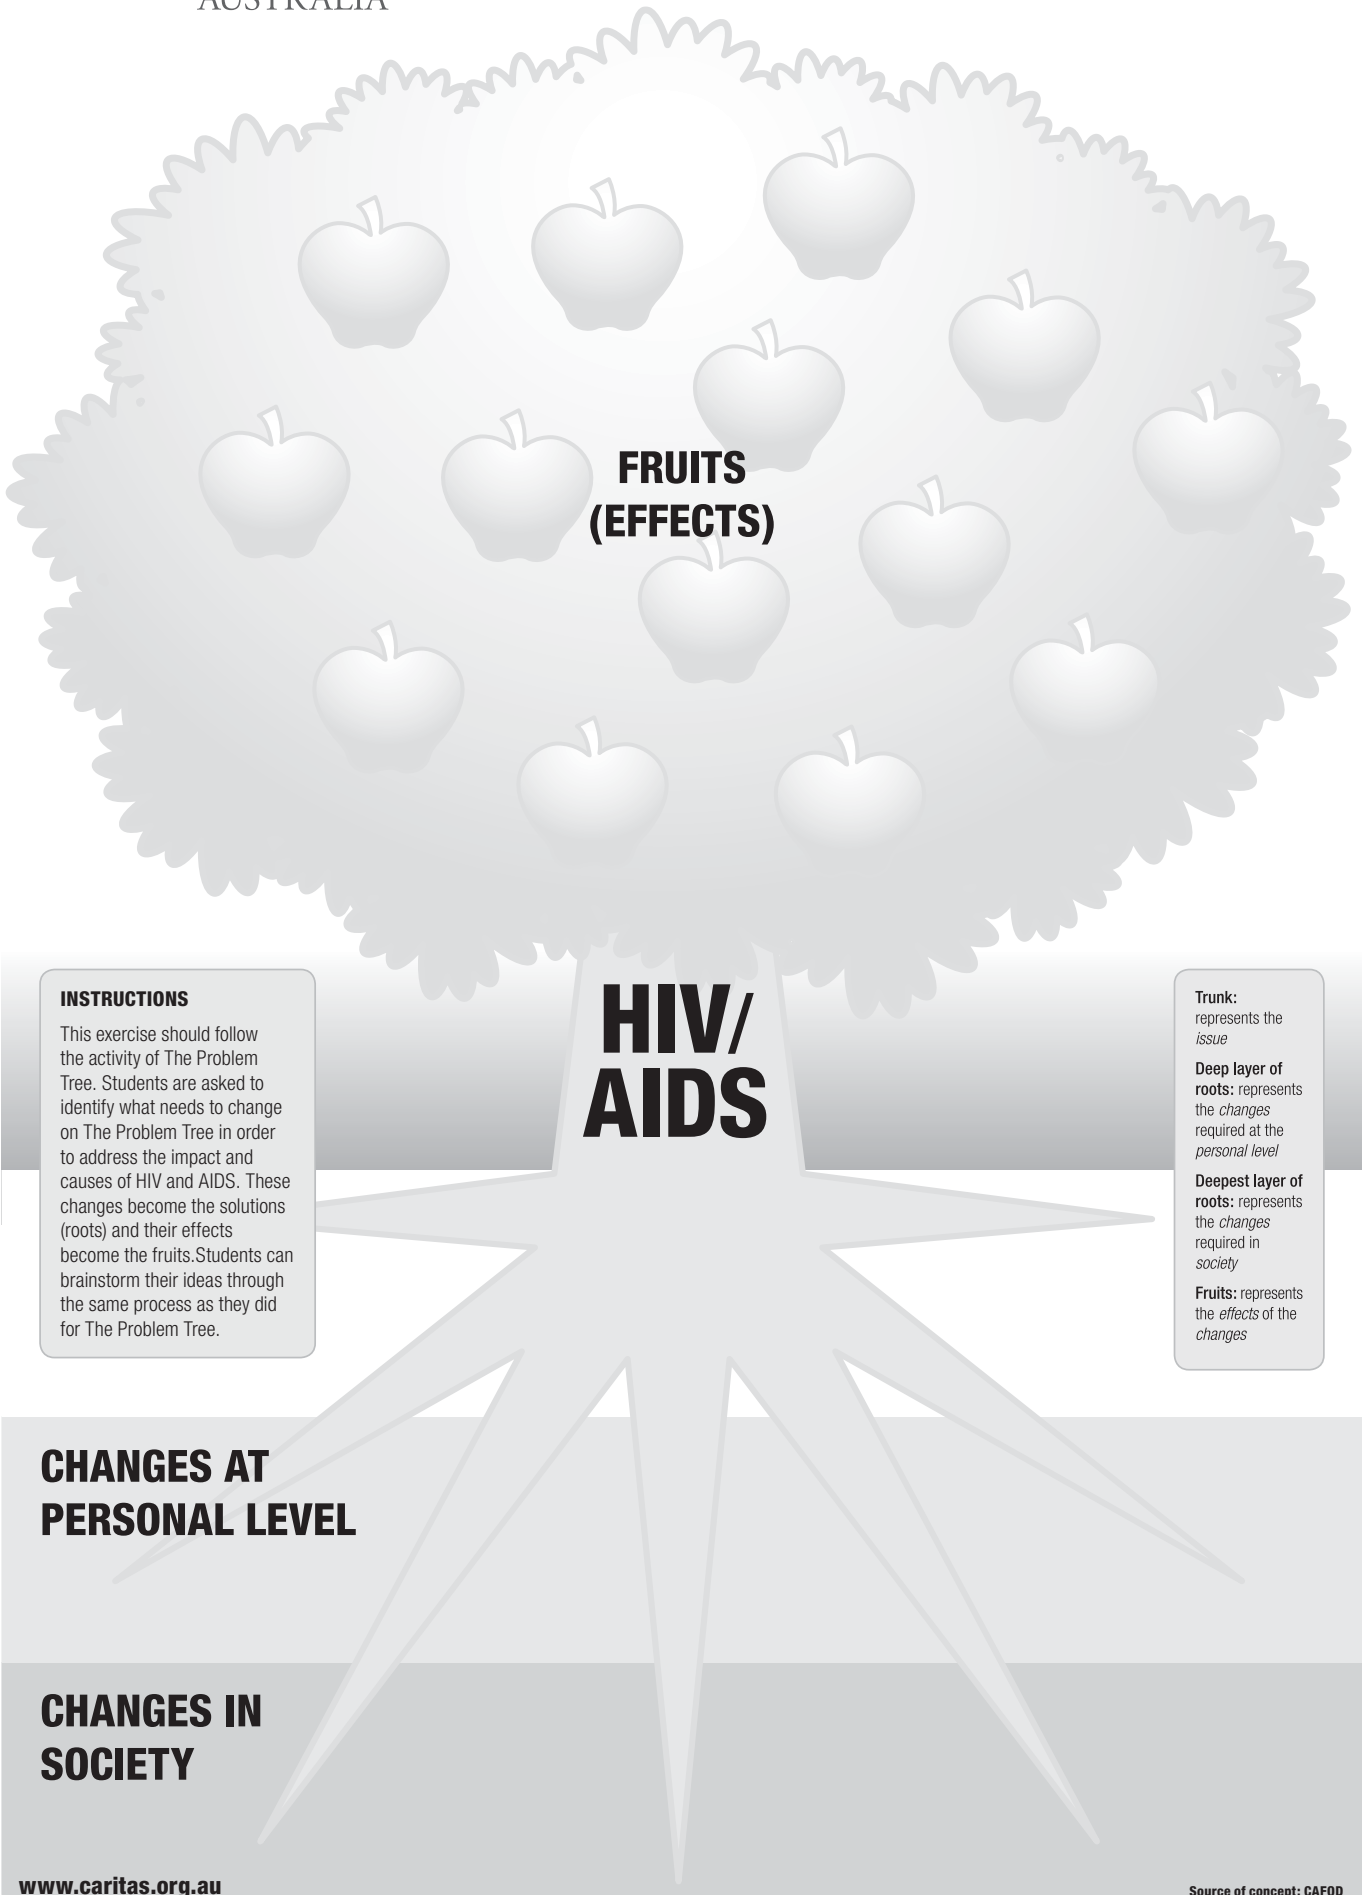 AUSTRALIA
FRUITS
(EFFECTS)
HIV/
AIDS
INSTRUCTIONS
This exercise should follow
the activity of The Problem
Tree. Students are asked to
identify what needs to change
on The Problem Tree in order
to address the impact and
causes of HIV and AIDS. These
changes become the solutions
(roots) and their effects
become the fruits.Students can
brainstorm their ideas through
the same process as they did
for The Problem Tree.
Trunk:
represents the
issue
Deep layer of
roots: represents
the changes
required at the
personal level
Deepest layer of
roots: represents
the changes
required in
society
Fruits: represents
the effects of the
changes
CHANGES AT
PERSONAL LEVEL
CHANGES IN
SOCIETY
www.caritas.org.au
Source of concept: CAFOD